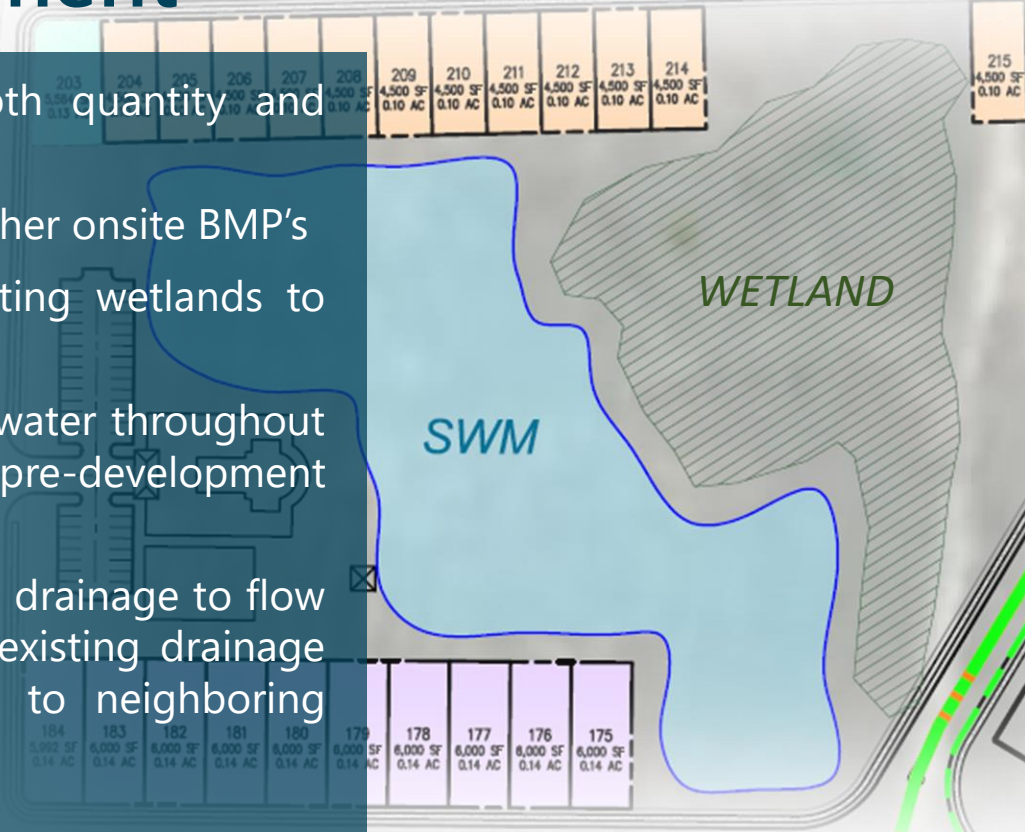 oth quantity and
her onsite BMP's
ting wetlands to
water throughout
pre-development
drainage to flow
existing drainage
to neighboring
203 204 205 206 207 208 209 210 211 212 213 214 215
4,500 SF 4,500 SF 4,500 SF 4,500 SF 4,500 SF 4,500 SF 4,500 SF
0.10 AC 0.10 AC 0.10 AC 0.10 AC 0.10 AC 0.10 AC 0.10 AC
WETLAND
SWM
184 183 182 181 180 179 178 177 176 175
5,992 SF 6,000 SF 6,000 SF 6,000 SF 6,000 SF 6,000 SF 6,000 SF 6,000 SF 6,000 SF 6,000 SF
0.14 AC 0.14 AC 0.14 AC 0.14 AC 0.14 AC 0.14 AC 0.14 AC 0.14 AC 0.14 AC 0.14 AC